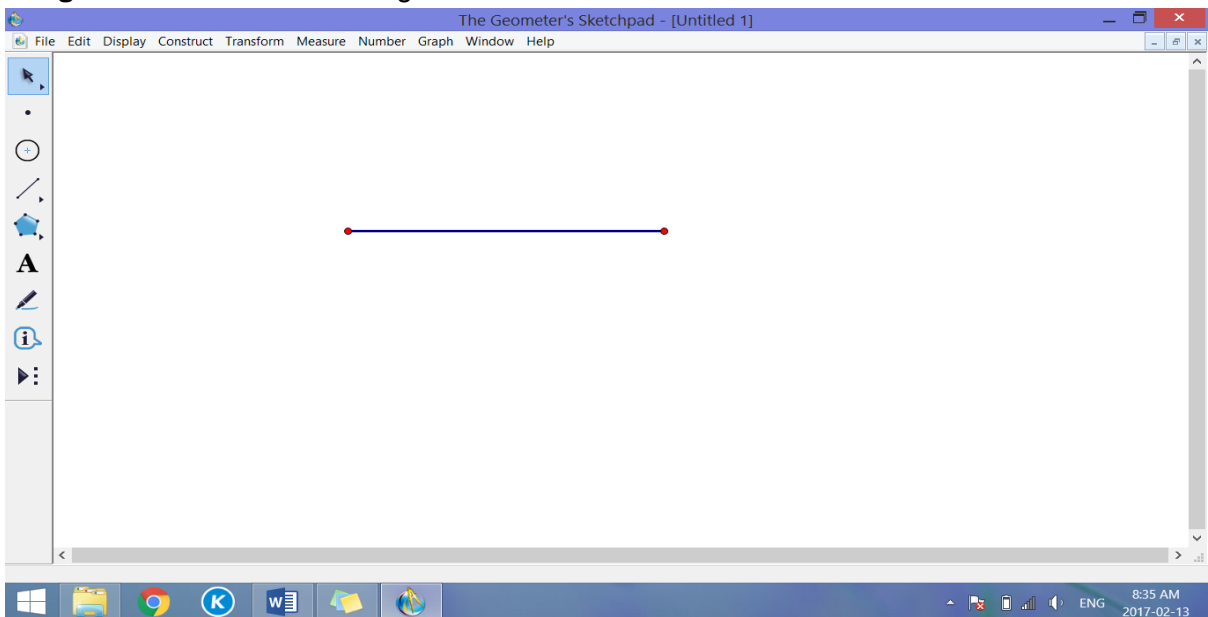 The Geometer's Sketchpad - [Untitled 1]
File Edit Display Construct Transform Measure Number Graph Window Help
A
i
K
W
ENG
8:35 AM
2017-02-13